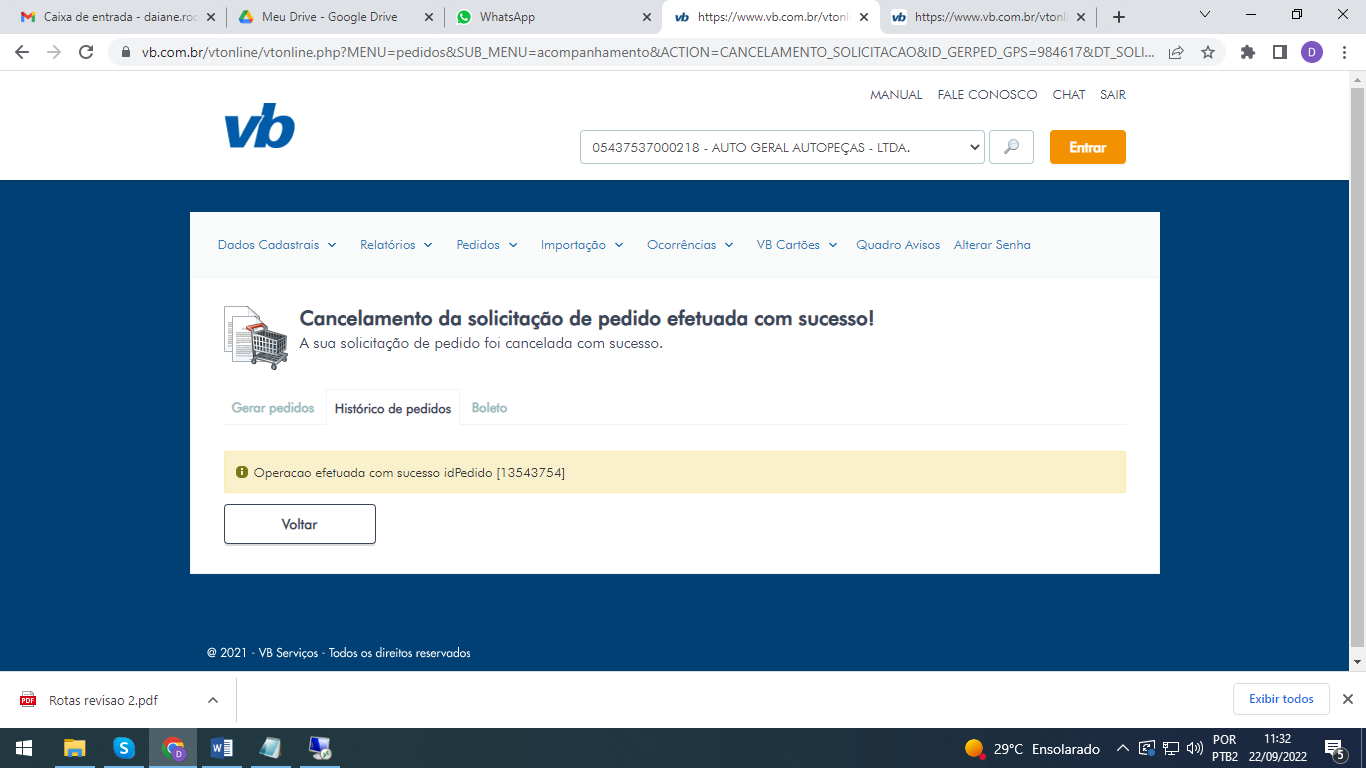 Caixa de entrada - daiane.roc
Meu Drive - Google Drive
WhatsApp
https://www.vb.com.br/vtonli
https://www.vb.com.br/vtonli
vb.com.br/vtonline/vtonline.php?MENU=pedidos&SUB_MENU=acompanhamento&ACTION=CANCELAMENTO_SOLICITACAO&ID_GERPED_GPS=984617&DT_SOLI...
D
MANUAL FALE CONOSCO CHAT SAIR
vb
05437537000218 - AUTO GERAL AUTOPEÇAS - LTDA.
Entrar
Dados Cadastrais Relatórios Pedidos Importação Ocorrências VB Cartões Quadro Avisos Alterar Senha
Cancelamento da solicitação de pedido efetuada com sucesso!
A sua solicitação de pedido foi cancelada com sucesso.
Gerar pedidos Histórico de pedidos Boleto
Operacao efetuada com sucesso idPedido [13543754]
Voltar
@ 2021 - VB Serviços - Todos os direitos reservados
Rotas revisao 2.pdf
Exibir todos
29°C Ensolarado
POR
PTB2
11:32
22/09/2022
5